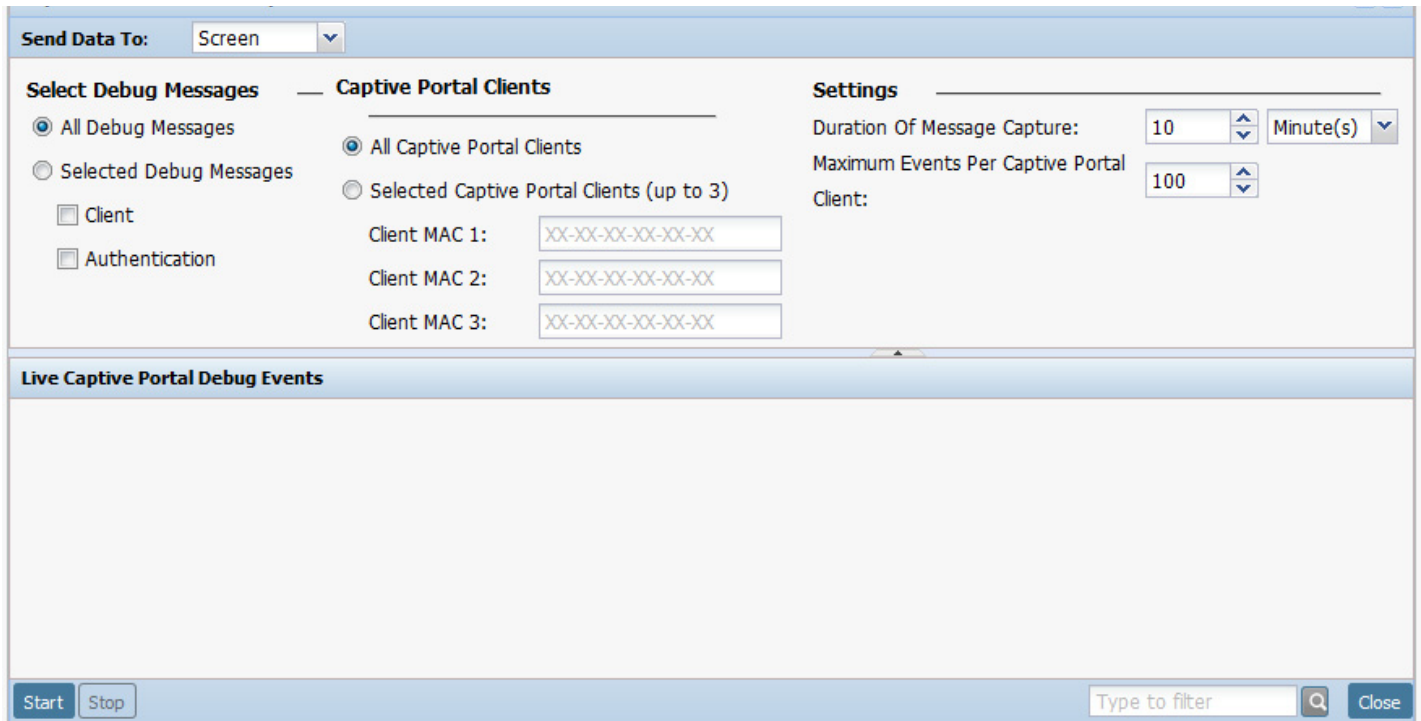 Send Data To: Screen
Select Debug Messages
All Debug Messages
Selected Debug Messages
Client
Authentication
Captive Portal Clients
All Captive Portal Clients
Selected Captive Portal Clients (up to 3)
Client MAC 1: XX-XX-XX-XX-XX-XX
Client MAC 2: XX-XX-XX-XX-XX-XX
Client MAC 3: XX-XX-XX-XX-XX-XX
Settings
Duration Of Message Capture: 10 Minute(s)
Maximum Events Per Captive Portal
Client: 100
Live Captive Portal Debug Events
Start Stop Type to filter Close